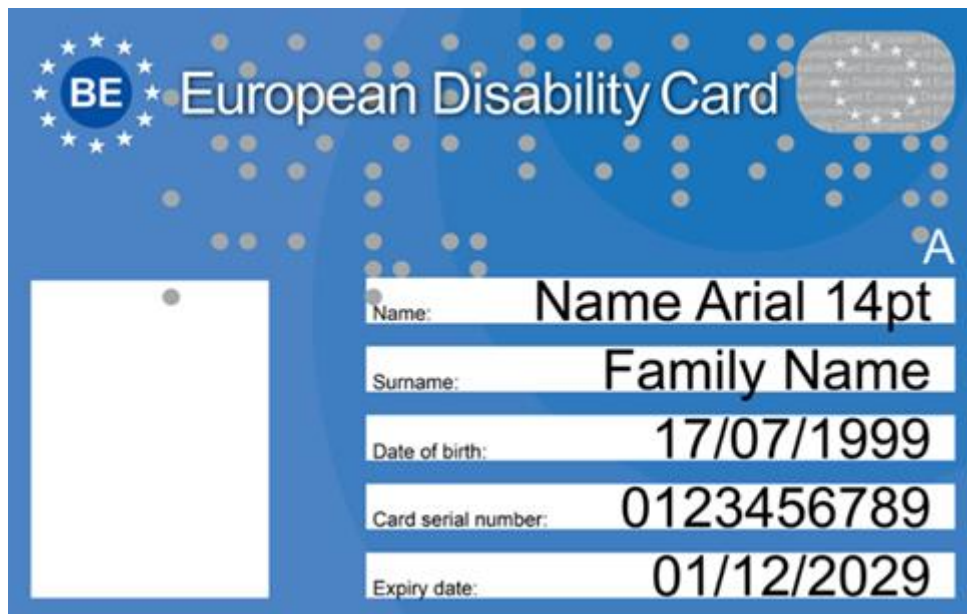 BE
European Disability Card
A
Name: Name Arial 14pt
Surname: Family Name
Date of birth: 17/07/1999
Card serial number: 0123456789
Expiry date: 01/12/2029